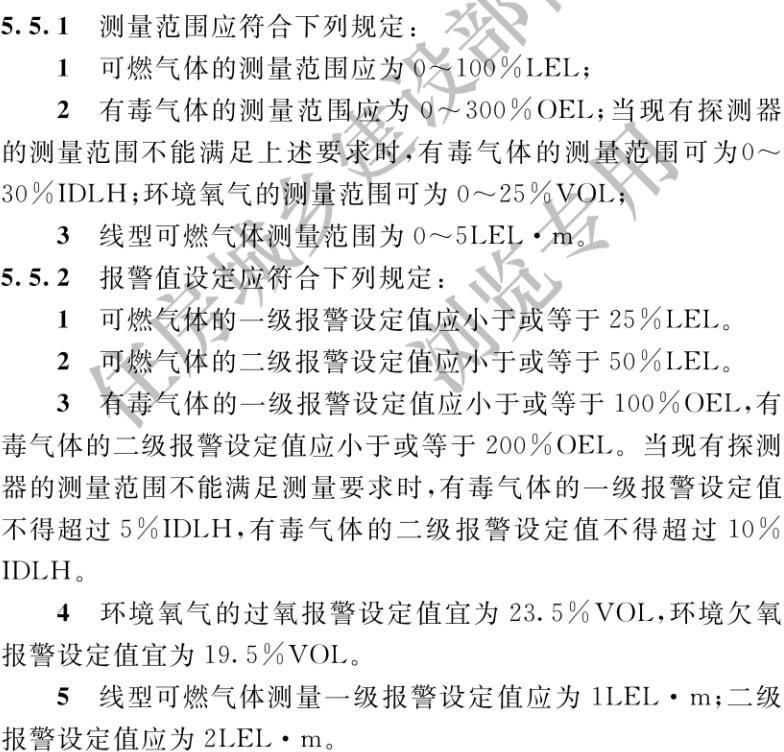 5.5.1 测量范围应符合下列规定:
1 可燃气体的测量范围应为 0~100%LEL;
2 有毒气体的测量范围应为 0~300%OEL;当现有探测器
的测量范围不能满足上述要求时,有毒气体的测量范围可为0~
30%IDLH;环境氧气的测量范围可为 0~25%VOL;
3 线型可燃气体测量范围为 0~5LEL·m。
5.5.2 报警值设定应符合下列规定:
1 可燃气体的一级报警设定值应小于或等于 25%LEL。
2 可燃气体的二级报警设定值应小于或等于 50%LEL。
3 有毒气体的一级报警设定值应小于或等于 100%OEL,有
毒气体的二级报警设定值应小于或等于 200%OEL。当现有探测
器的测量范围不能满足测量要求时,有毒气体的一级报警设定值
不得超过 5%IDLH,有毒气体的二级报警设定值不得超过 10%
IDLH。
4 环境氧气的过氧报警设定值宜为 23.5%VOL,环境欠氧
报警设定值宜为 19.5%VOL。
5 线型可燃气体测量一级报警设定值应为 1LEL·m;二级
报警设定值应为 2LEL·m。
住房城乡建设部
浏览专用